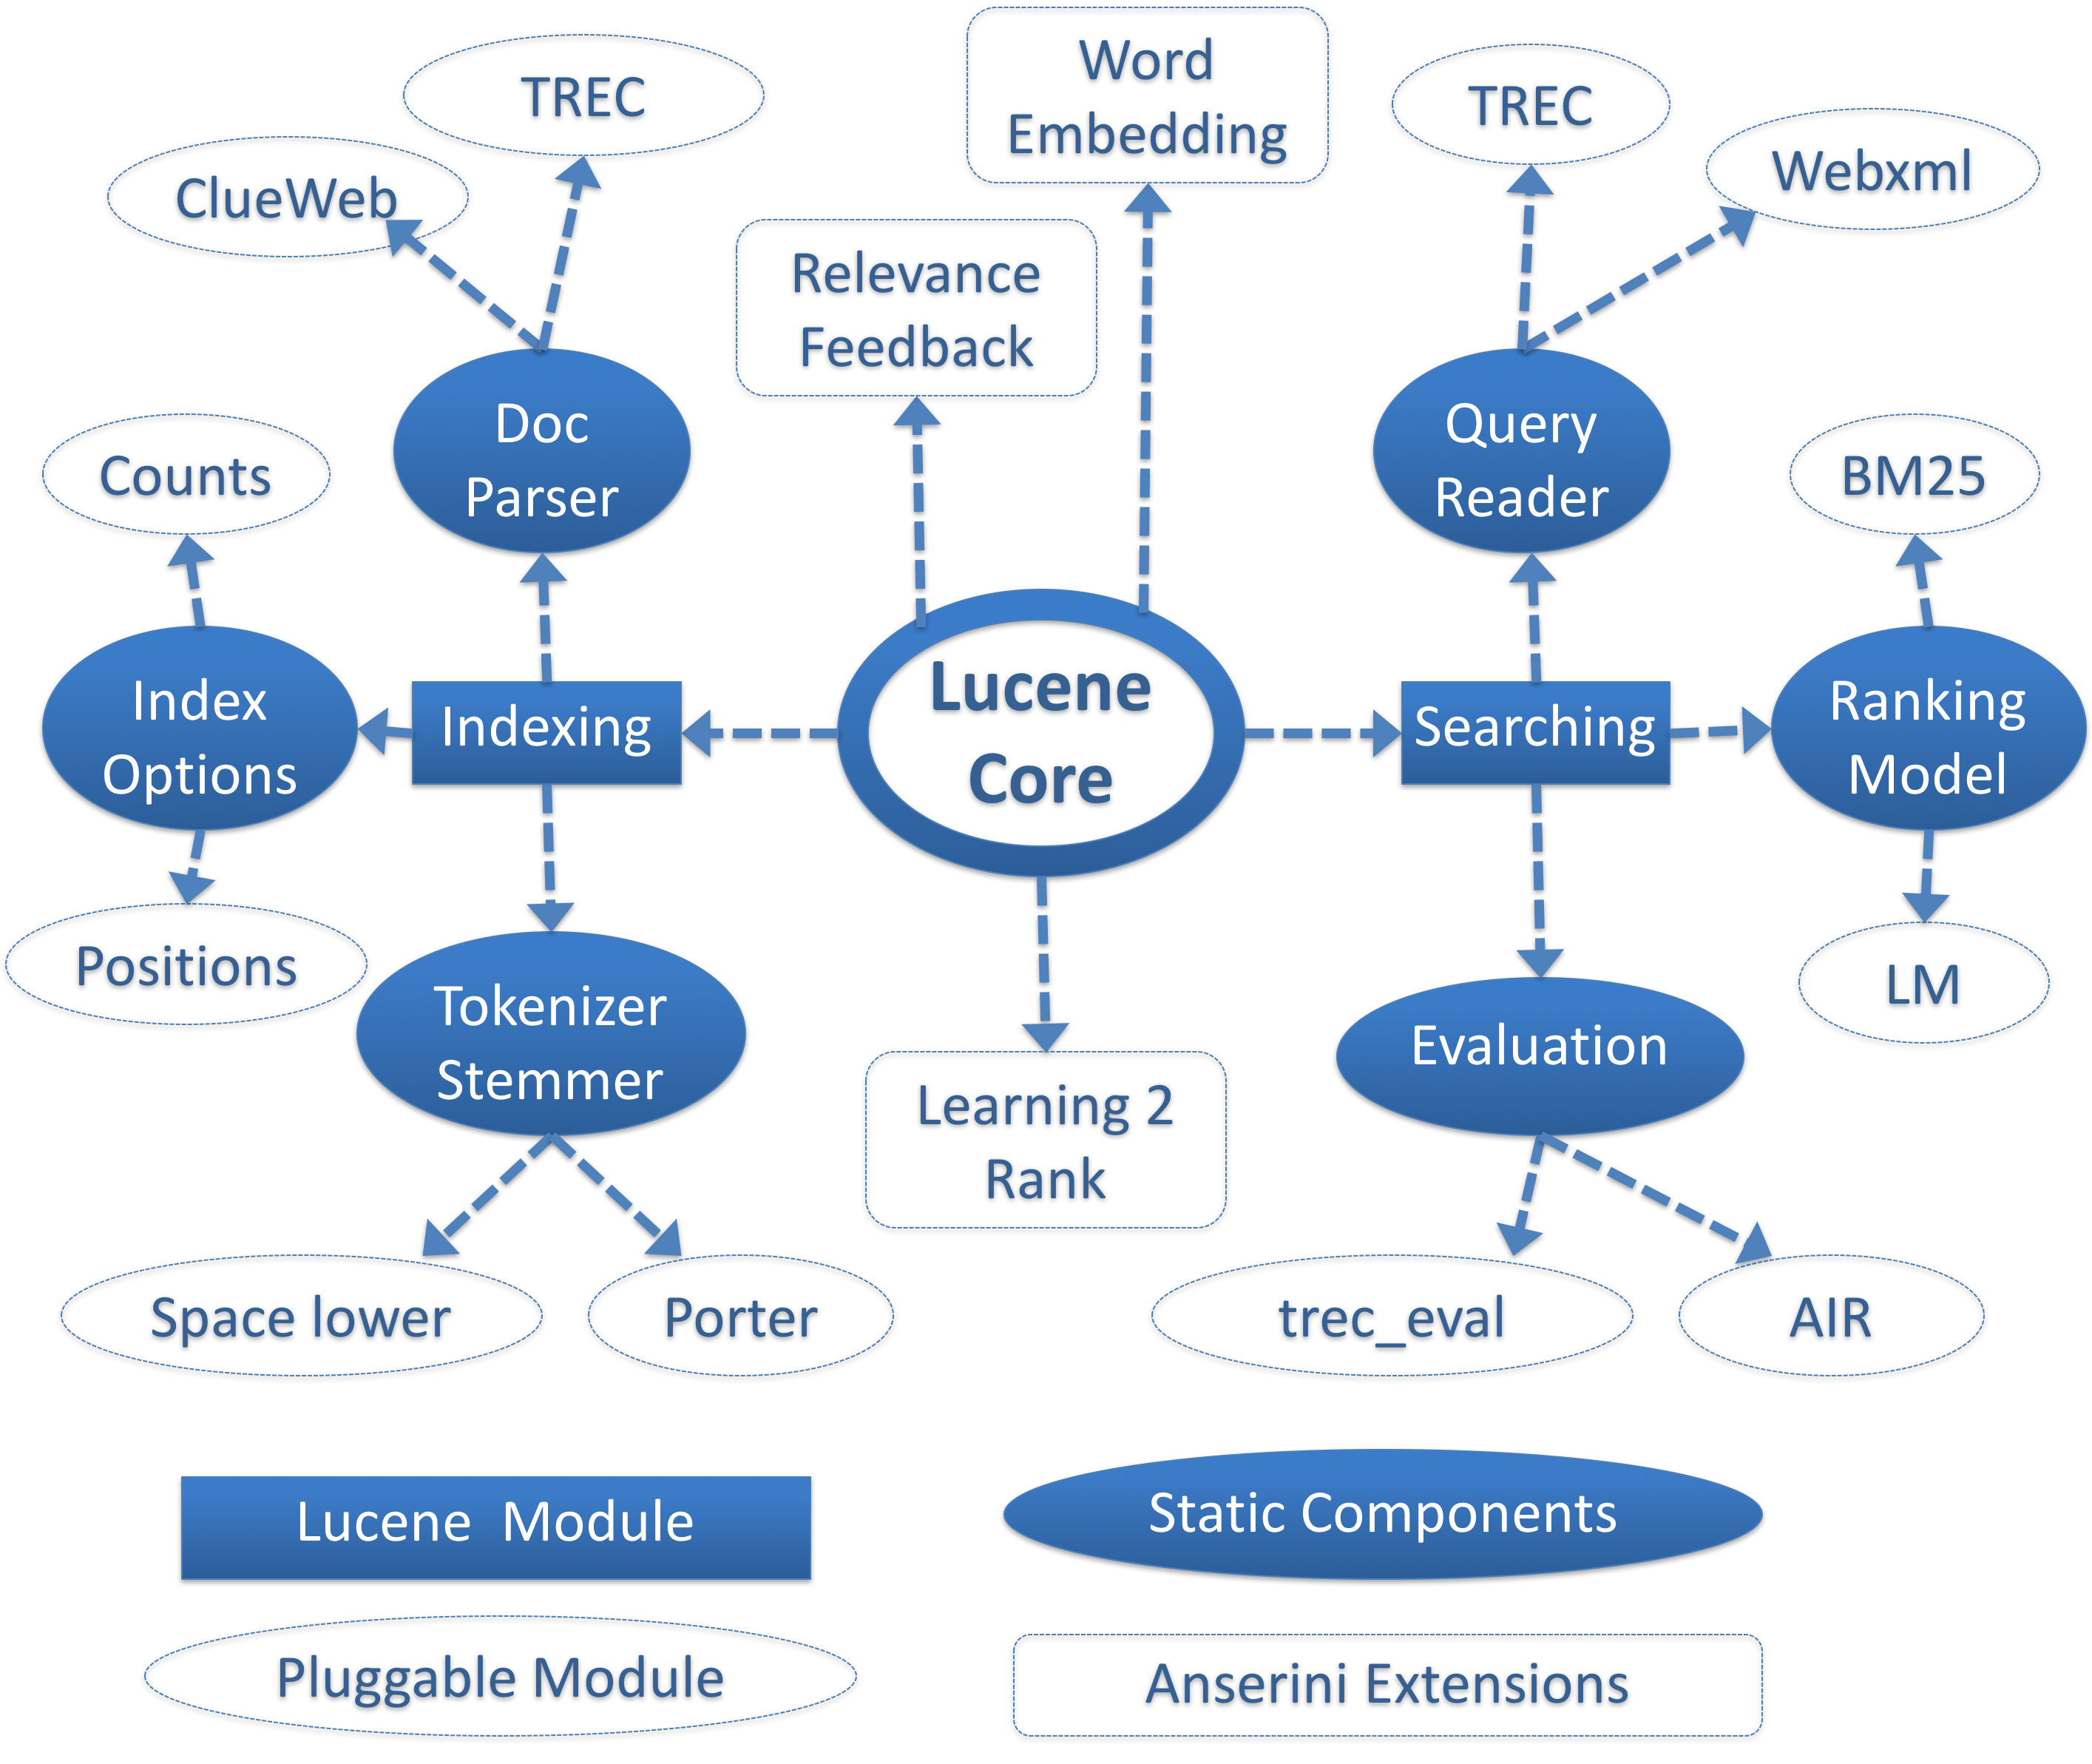 TREC
ClueWeb
Word
Embedding
TREC
Webxml
Relevance
Feedback
Doc
Parser
Query
Reader
Counts
BM25
Index
Options
Indexing
Lucene
Core
Searching
Ranking
Model
Positions
LM
Tokenizer
Stemmer
Evaluation
Learning 2
Rank
Space lower
Porter
trec_eval
AIR
Lucene  Module
Static Components
Pluggable Module
Anserini Extensions